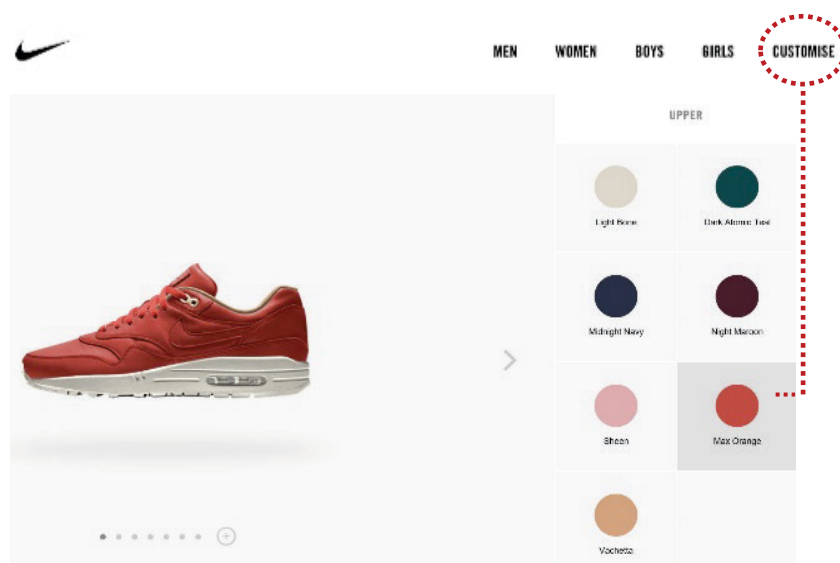 MEN WOMEN BOYS GIRLS CUSTOMISE
UPPER
Light Bone Dark Atomic Teal
Midnight Navy Night Maroon
Sheen Max Orange
Vachetta